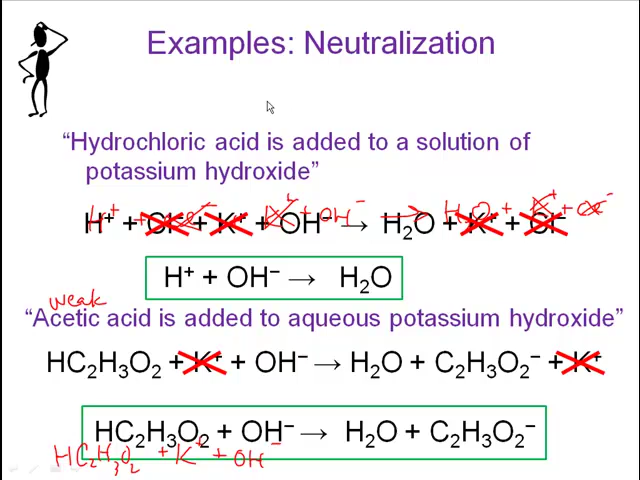 Examples: Neutralization
“Hydrochloric acid is added to a solution of
potassium hydroxide”
H⁺ + Cl⁻ + K⁺ + OH⁻ → H₂O + K⁺ + Cl⁻
H⁺ + OH⁻ → H₂O
weak
“Acetic acid is added to aqueous potassium hydroxide”
HC₂H₃O₂ + K⁺ + OH⁻ → H₂O + C₂H₃O₂⁻ + K⁺
HC₂H₃O₂ + OH⁻ → H₂O + C₂H₃O₂⁻
HC₂H₃O₂ + K⁺ + OH⁻